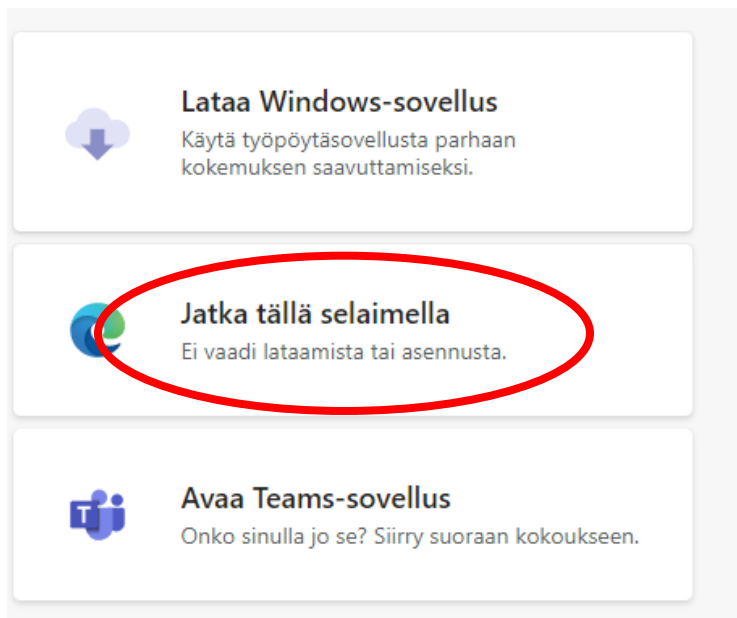 Lataa Windows-sovellus
Käytä työpöytäsovellusta parhaan
kokemuksen saavuttamiseksi.
Jatka tällä selaimella
Ei vaadi lataamista tai asennusta.
Avaa Teams-sovellus
Onko sinulla jo se? Siirry suoraan kokoukseen.